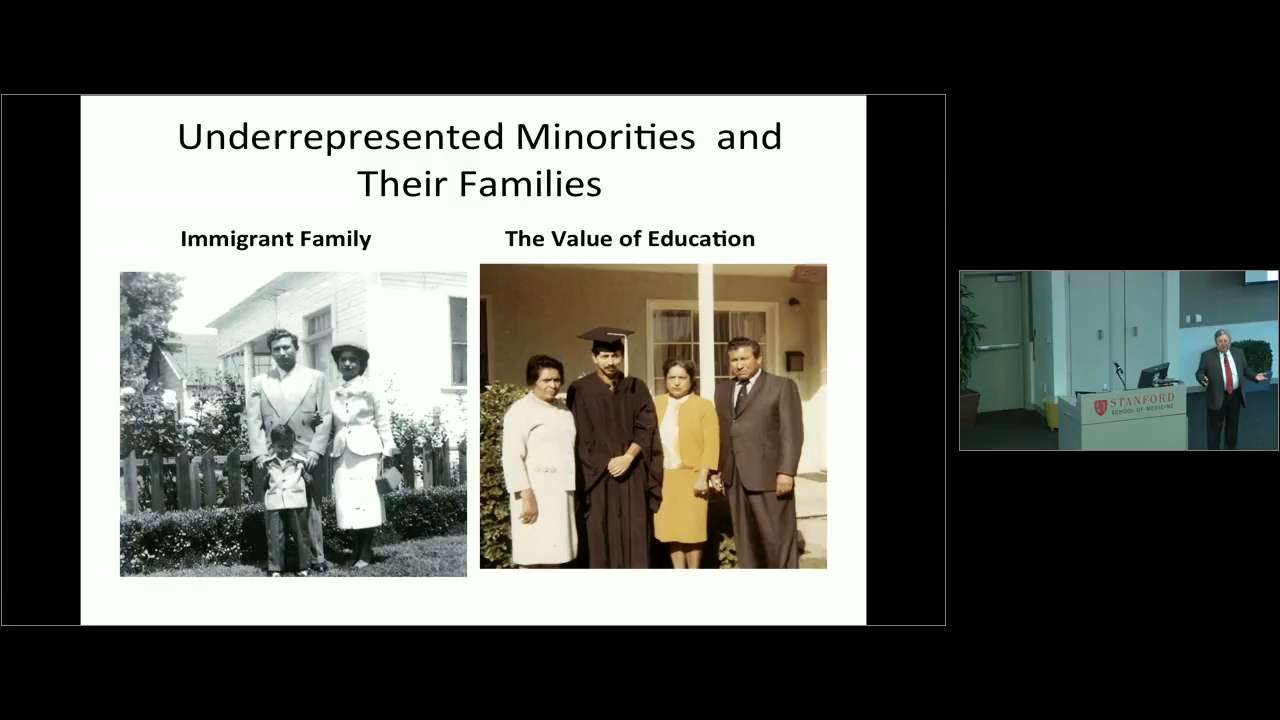 Underrepresented Minorities and
Their Families
Immigrant Family
The Value of Education
STANFORD
SCHOOL OF MEDICINE